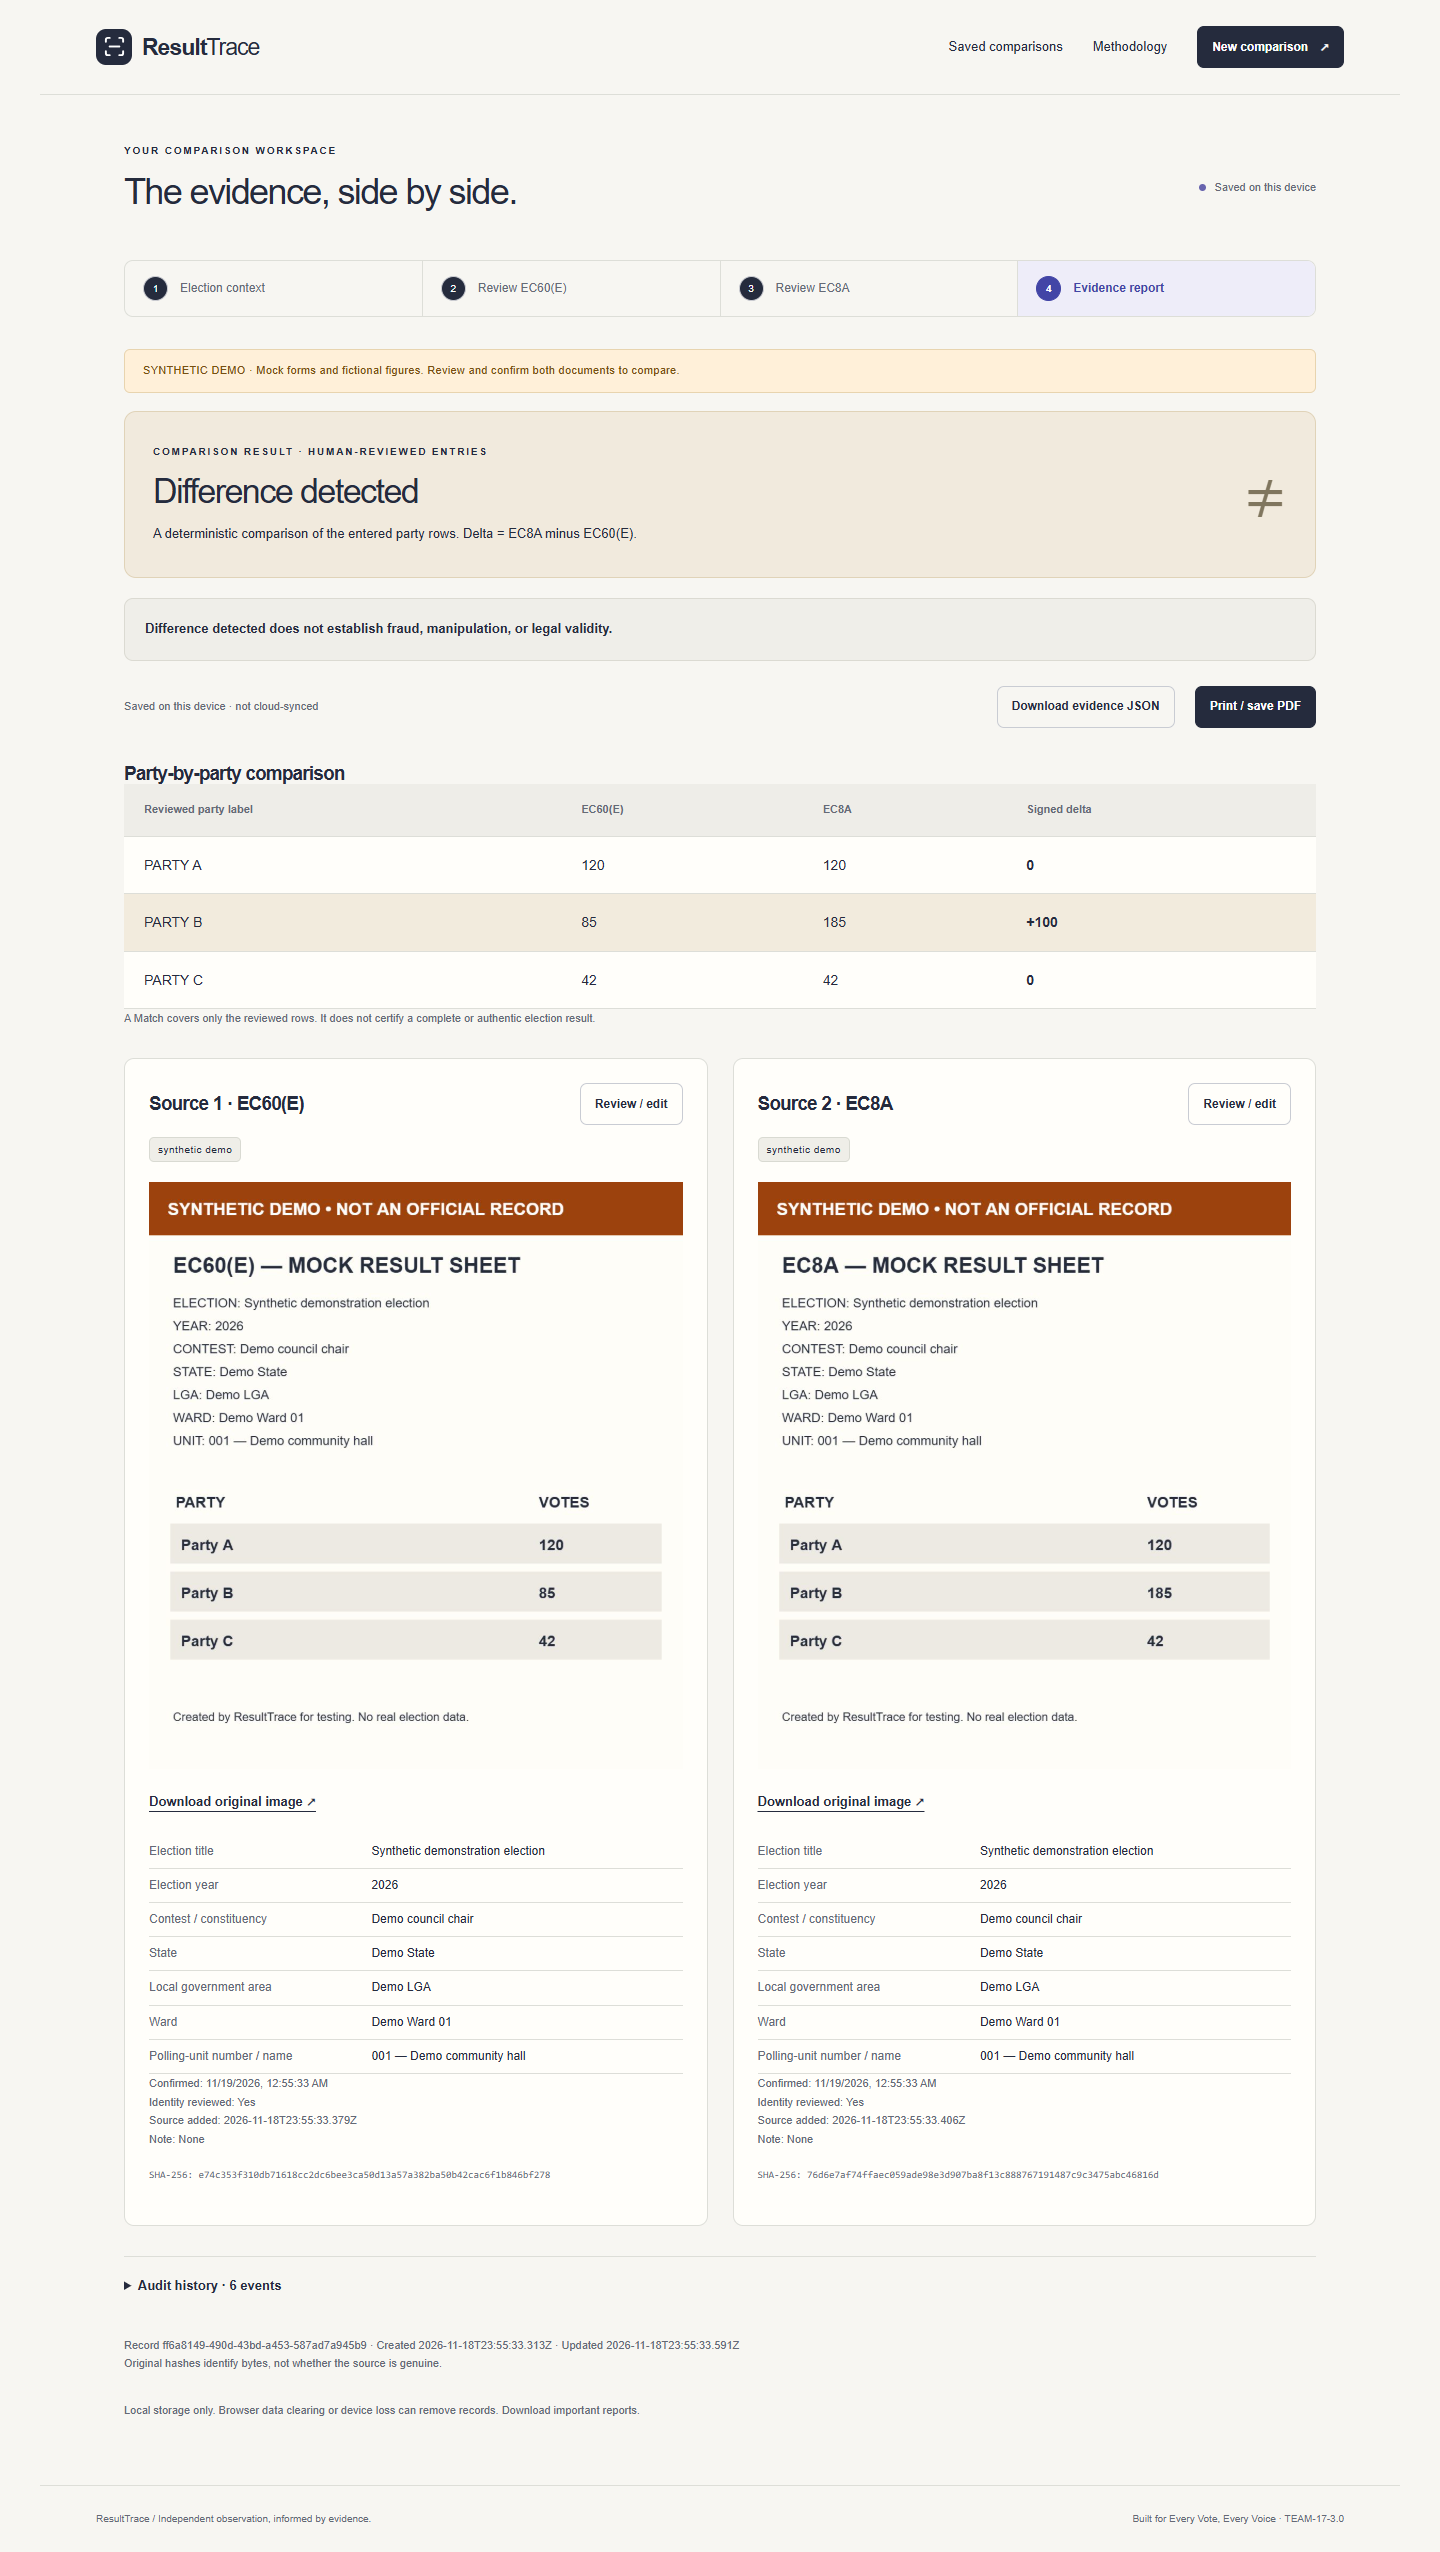 ResultTrace
Saved comparisons
Methodology
New comparison ↗
YOUR COMPARISON WORKSPACE
The evidence, side by side.
Saved on this device
1 Election context
2 Review EC60(E)
3 Review EC8A
4 Evidence report
SYNTHETIC DEMO · Mock forms and fictional figures. Review and confirm both documents to compare.
COMPARISON RESULT · HUMAN-REVIEWED ENTRIES
Difference detected
≠
A deterministic comparison of the entered party rows. Delta = EC8A minus EC60(E).
Difference detected does not establish fraud, manipulation, or legal validity.
Saved on this device · not cloud-synced
Download evidence JSON
Print / save PDF
Party-by-party comparison
Reviewed party label EC60(E) EC8A Signed delta
PARTY A 120 120 0
PARTY B 85 185 +100
PARTY C 42 42 0
A Match covers only the reviewed rows. It does not certify a complete or authentic election result.
Source 1 · EC60(E)
Review / edit
synthetic demo
SYNTHETIC DEMO • NOT AN OFFICIAL RECORD
EC60(E) — MOCK RESULT SHEET
ELECTION: Synthetic demonstration election
YEAR: 2026
CONTEST: Demo council chair
STATE: Demo State
LGA: Demo LGA
WARD: Demo Ward 01
UNIT: 001 — Demo community hall
PARTY VOTES
Party A 120
Party B 85
Party C 42
Created by ResultTrace for testing. No real election data.
Download original image ↗
Election title Synthetic demonstration election
Election year 2026
Contest / constituency Demo council chair
State Demo State
Local government area Demo LGA
Ward Demo Ward 01
Polling-unit number / name 001 — Demo community hall
Confirmed: 11/19/2026, 12:55:33 AM
Identity reviewed: Yes
Source added: 2026-11-18T23:55:33.379Z
Note: None
SHA-256: e74c353f310db71618cc2dc6bee3ca50d13a57a382ba50b42cac6f1b846bf278
Source 2 · EC8A
Review / edit
synthetic demo
SYNTHETIC DEMO • NOT AN OFFICIAL RECORD
EC8A — MOCK RESULT SHEET
ELECTION: Synthetic demonstration election
YEAR: 2026
CONTEST: Demo council chair
STATE: Demo State
LGA: Demo LGA
WARD: Demo Ward 01
UNIT: 001 — Demo community hall
PARTY VOTES
Party A 120
Party B 185
Party C 42
Created by ResultTrace for testing. No real election data.
Download original image ↗
Election title Synthetic demonstration election
Election year 2026
Contest / constituency Demo council chair
State Demo State
Local government area Demo LGA
Ward Demo Ward 01
Polling-unit number / name 001 — Demo community hall
Confirmed: 11/19/2026, 12:55:33 AM
Identity reviewed: Yes
Source added: 2026-11-18T23:55:33.406Z
Note: None
SHA-256: 76d6e7af74ffaec059ade98e3d907ba8f13c888767191487c9c3475abc46816d
▶ Audit history · 6 events
Record ff6a8149-490d-43bd-a453-587ad7a945b9 · Created 2026-11-18T23:55:33.313Z · Updated 2026-11-18T23:55:33.591Z
Original hashes identify bytes, not whether the source is genuine.
Local storage only. Browser data clearing or device loss can remove records. Download important reports.
ResultTrace / Independent observation, informed by evidence.
Built for Every Vote, Every Voice · TEAM-17-3.0